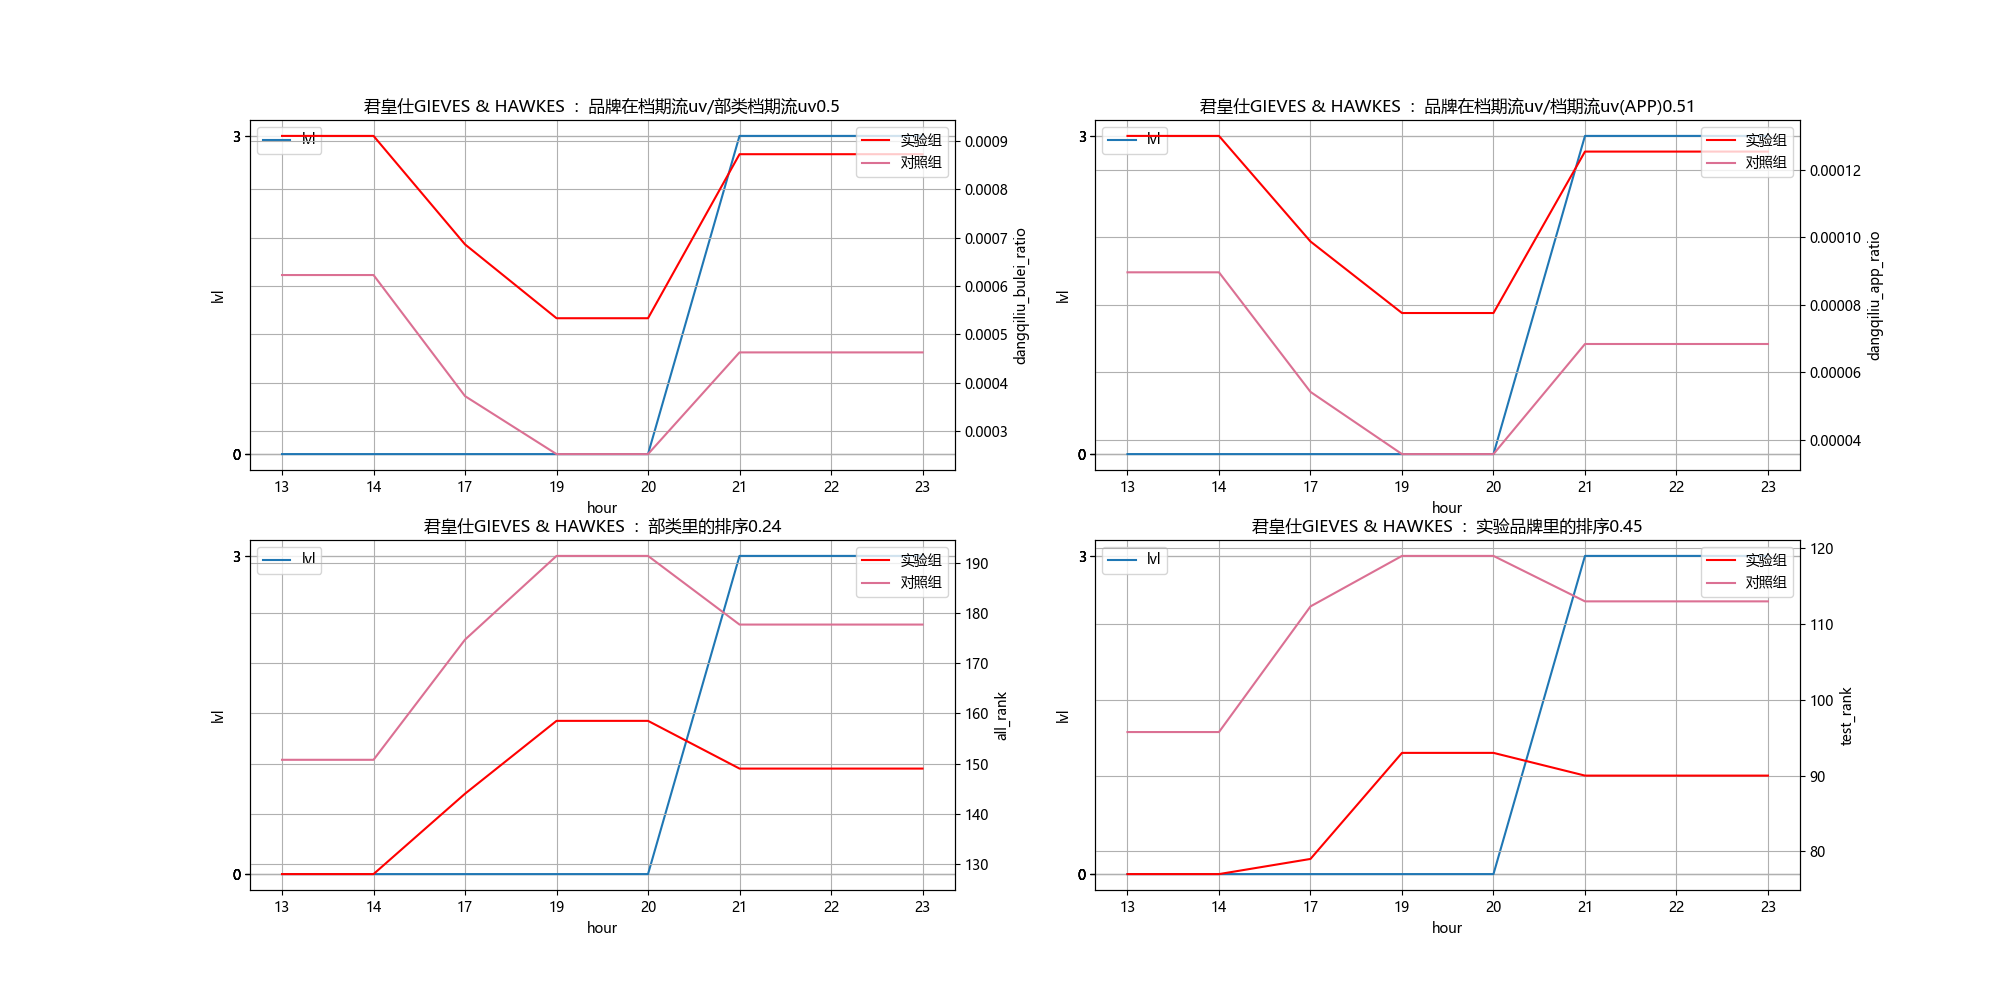 君皇仕GIEVES & HAWKES ： 品牌在档期流uv/部类档期流uv0.5
3
0
lvl
lvl
实验组
对照组
0.0009
0.0008
0.0007
0.0006
0.0005
0.0004
0.0003
dangqiliu_bulei_ratio
13 14 17 19 20 21 22 23
hour
君皇仕GIEVES & HAWKES ： 品牌在档期流uv/档期流uv(APP)0.51
3
0
lvl
lvl
实验组
对照组
0.00012
0.00010
0.00008
0.00006
0.00004
dangqiliu_app_ratio
13 14 17 19 20 21 22 23
hour
君皇仕GIEVES & HAWKES ： 部类里的排序0.24
3
0
lvl
lvl
实验组
对照组
190
180
170
160
150
140
130
all_rank
13 14 17 19 20 21 22 23
hour
君皇仕GIEVES & HAWKES ： 实验品牌里的排序0.45
3
0
lvl
lvl
实验组
对照组
120
110
100
90
80
test_rank
13 14 17 19 20 21 22 23
hour